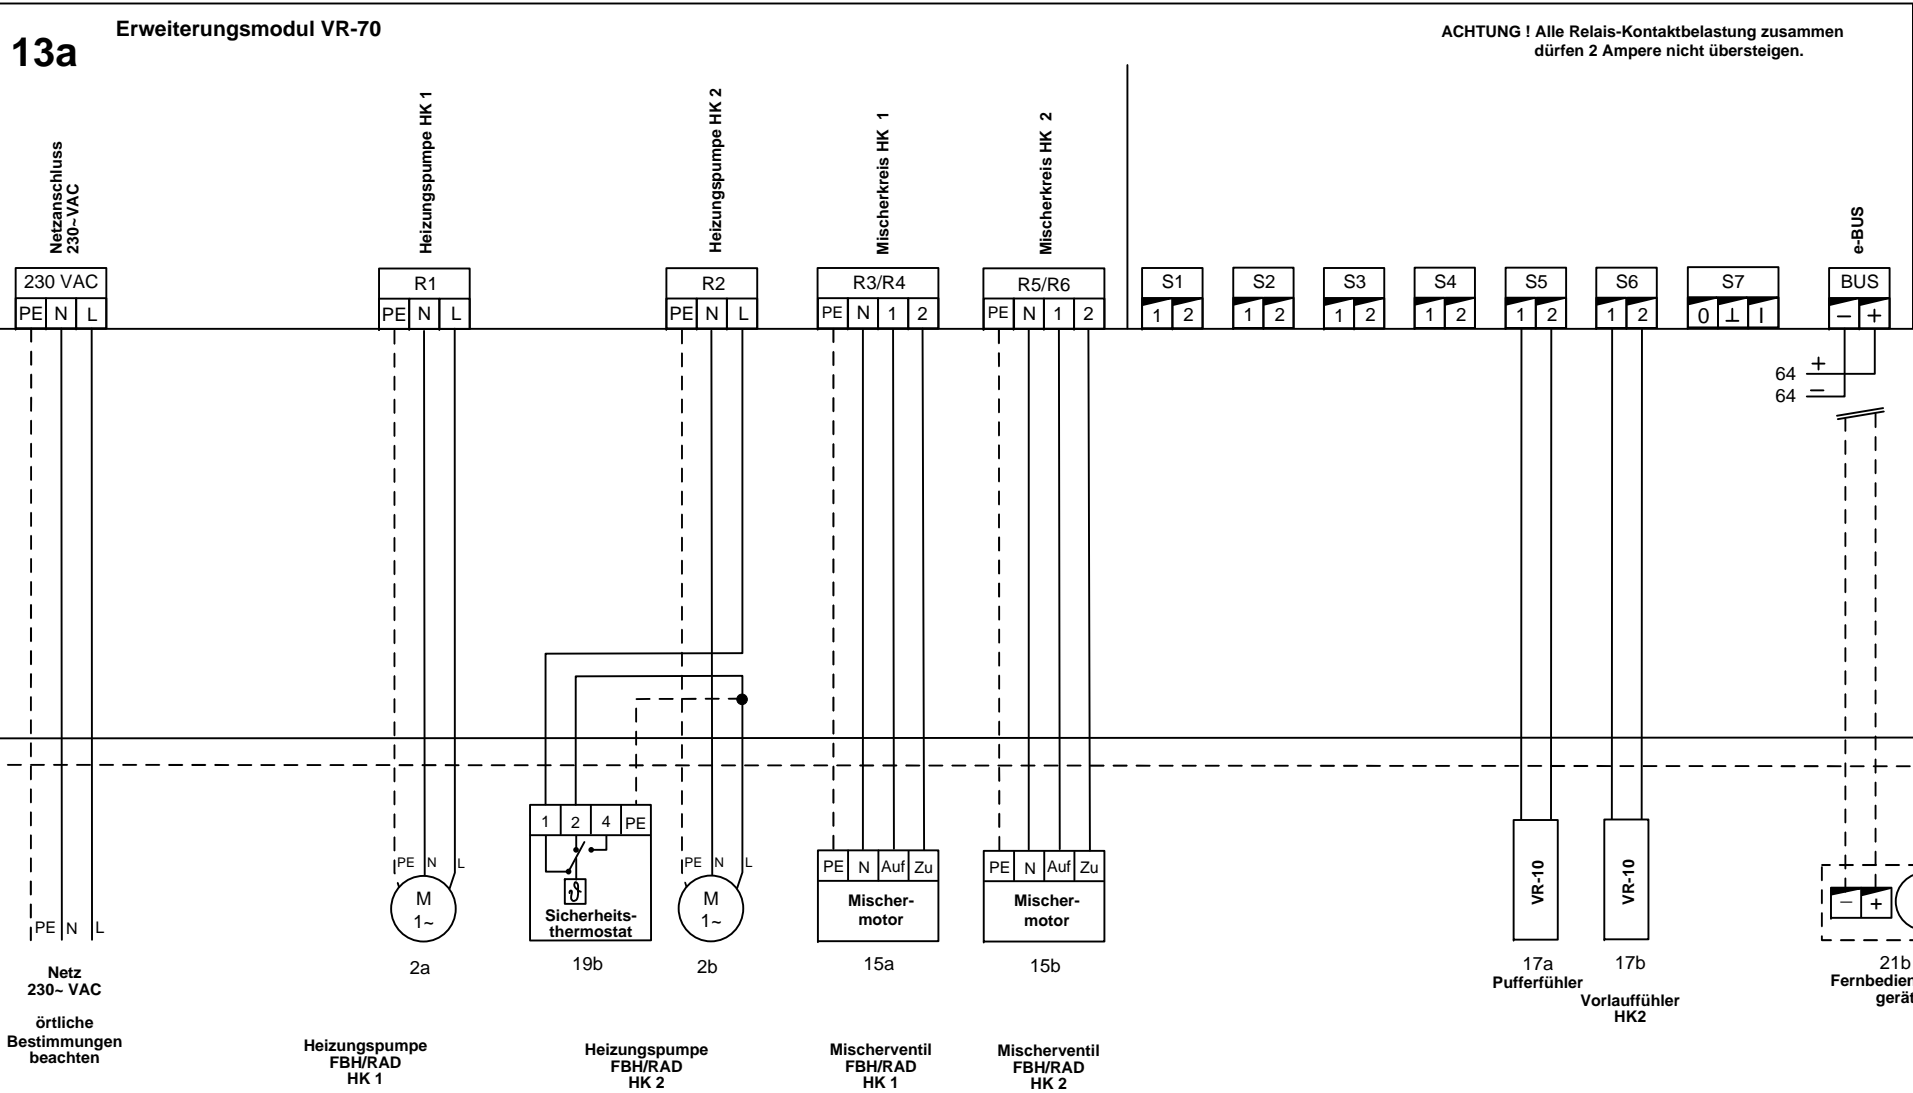 Erweiterungsmodul VR-70
13a
ACHTUNG ! Alle Relais-Kontaktbelastung zusammen
dürfen 2 Ampere nicht übersteigen.
Netzanschluss
230~VAC
Heizungspumpe HK 1
Heizungspumpe HK 2
Mischerkreis HK 1
Mischerkreis HK 2
e-BUS
230 VAC R1 R2 R3/R4 R5/R6 S1 S2 S3 S4 S5 S6 S7 BUS
PE N L PE N L PE N L PE N 1 2 PE N 1 2 1 2 1 2 1 2 1 2 1 2 1 2 0 ⊥ I − +
64 +
64 −
1 2 4 PE
PE N L
M
1~
ϑ
Sicherheits-
thermostat
PE N L
M
1~
PE N Auf Zu
Mischer-
motor
PE N Auf Zu
Mischer-
motor
VR-10
VR-10
− +
PE N L
2a 19b 2b 15a 15b 17a 17b 21b
Netz
230~ VAC
örtliche
Bestimmungen
beachten
Heizungspumpe
FBH/RAD
HK 1
Heizungspumpe
FBH/RAD
HK 2
Mischerventil
FBH/RAD
HK 1
Mischerventil
FBH/RAD
HK 2
Pufferfühler
Vorlauffühler
HK2
Fernbedien
gerät